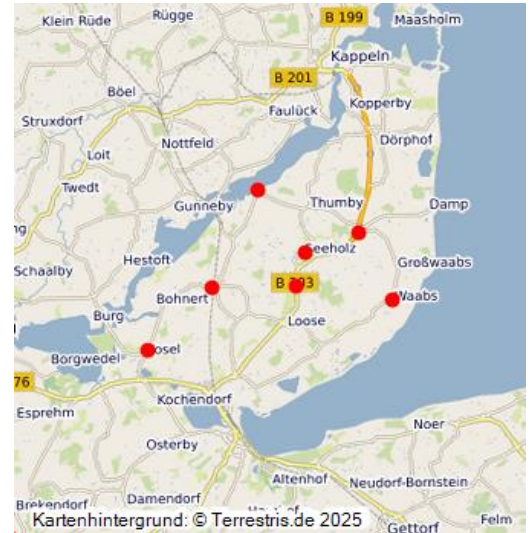 B 199
Maasholm
Klein Rüde
Rügge
Kappeln
B 201
Böel
Kopperby
Faulück
Struxdorf
Dörphof
Nottfeld
Loit
Twedt
Thumby
Damp
Gunneby
Seeholz
Hestoft
Großwaabs
Schaalby
Bohnert
B 203
Waabs
Burg
Loose
Borgwedel
osel
76
Kochendorf
Esprehm
Noer
Osterby
Altenhof
Neudorf-Bornstein
Damendorf
Brekendorf
Felm
Gettorf
Kartenhintergrund: © Terrestris.de 2025